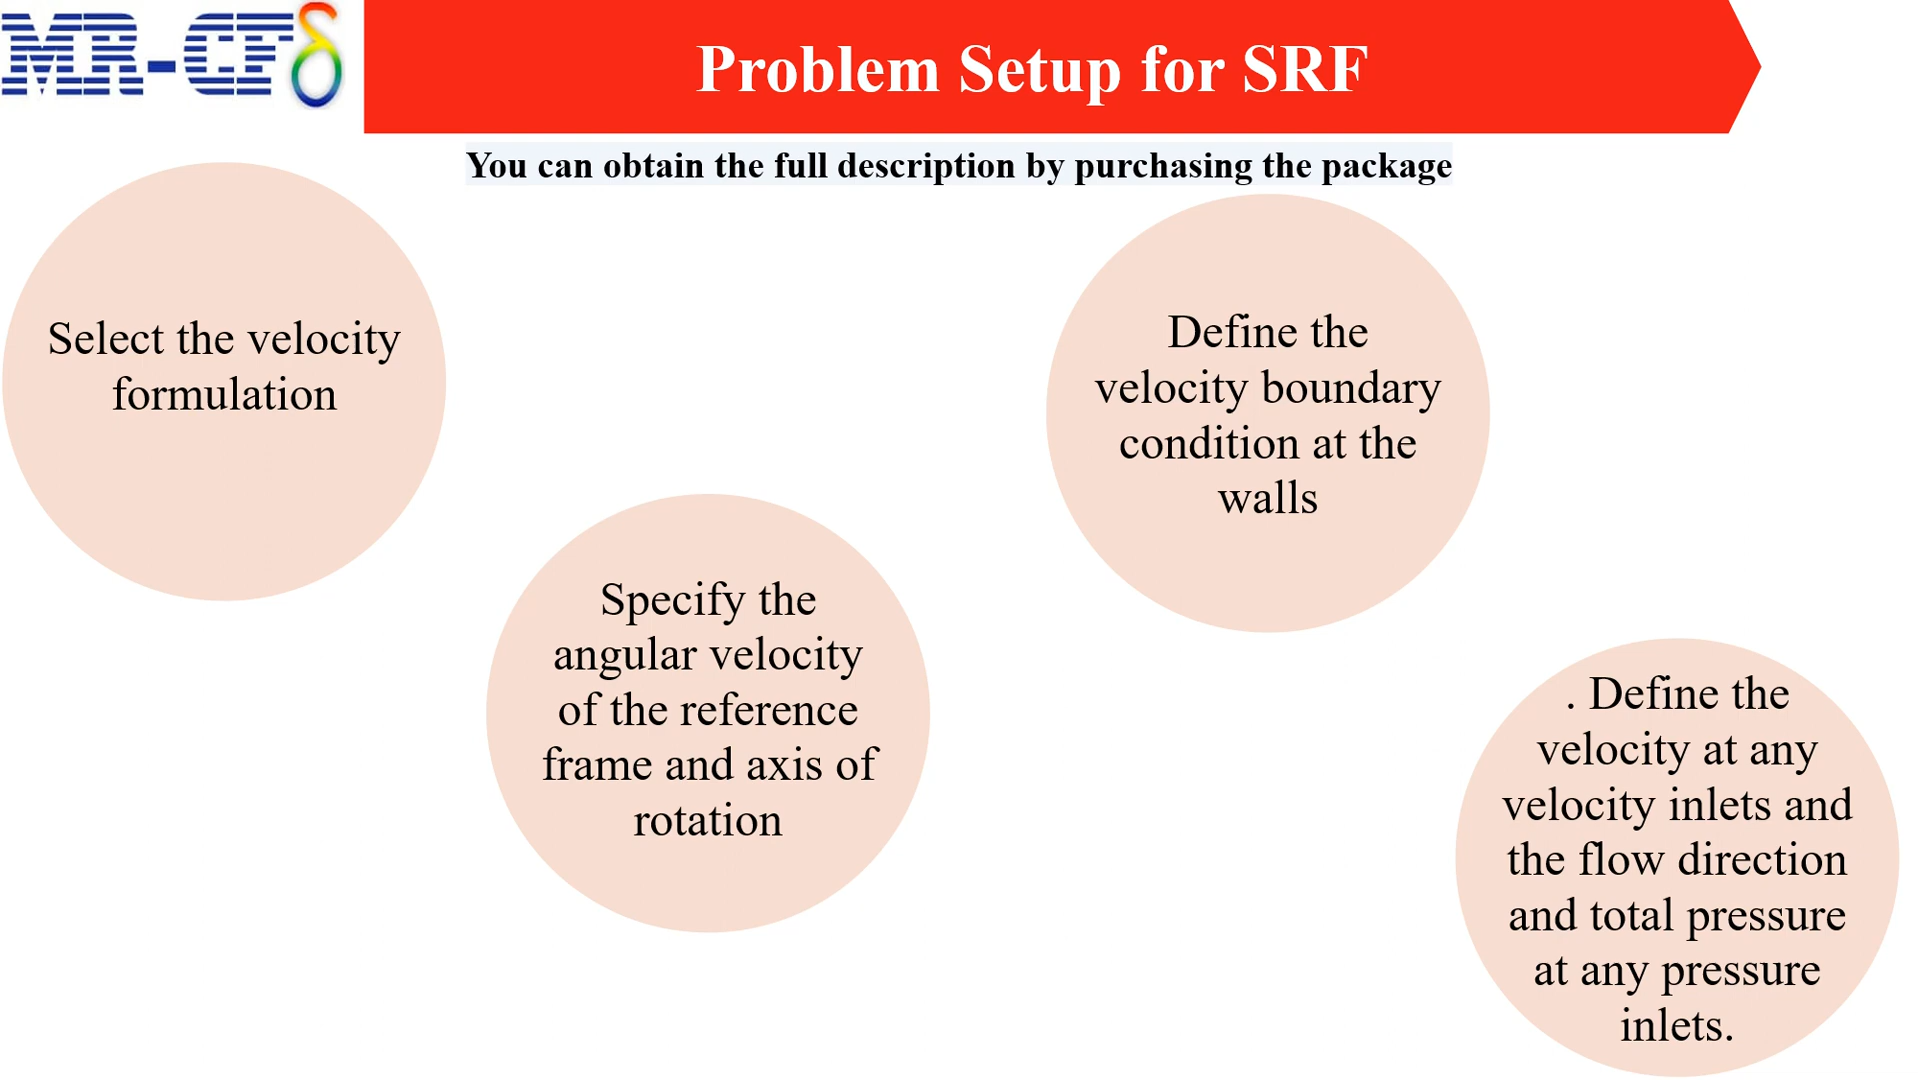 MR-CFD
Problem Setup for SRF
You can obtain the full description by purchasing the package
Select the velocity
formulation
Specify the
angular velocity
of the reference
frame and axis of
rotation
Define the
velocity boundary
condition at the
walls
. Define the
velocity at any
velocity inlets and
the flow direction
and total pressure
at any pressure
inlets.